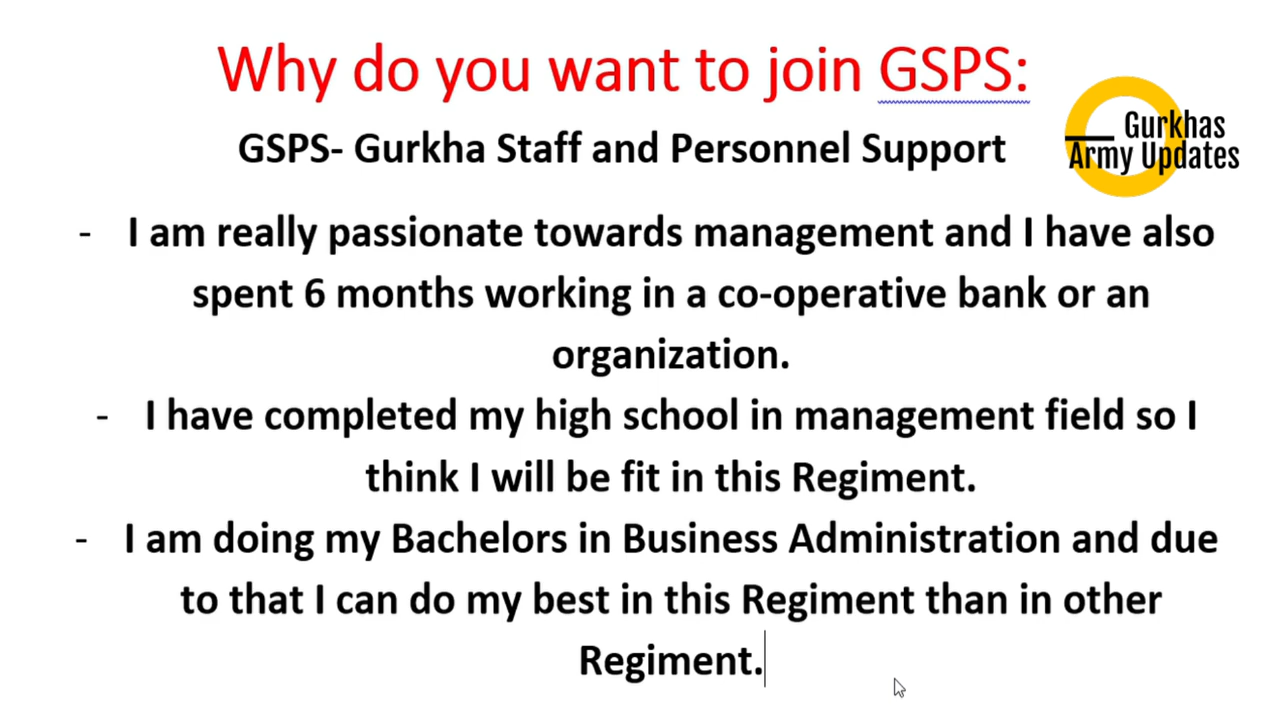 Why do you want to join GSPS:
GSPS- Gurkha Staff and Personnel Support
Gurkhas
Army Updates
- I am really passionate towards management and I have also
spent 6 months working in a co-operative bank or an
organization.
- I have completed my high school in management field so I
think I will be fit in this Regiment.
- I am doing my Bachelors in Business Administration and due
to that I can do my best in this Regiment than in other
Regiment.